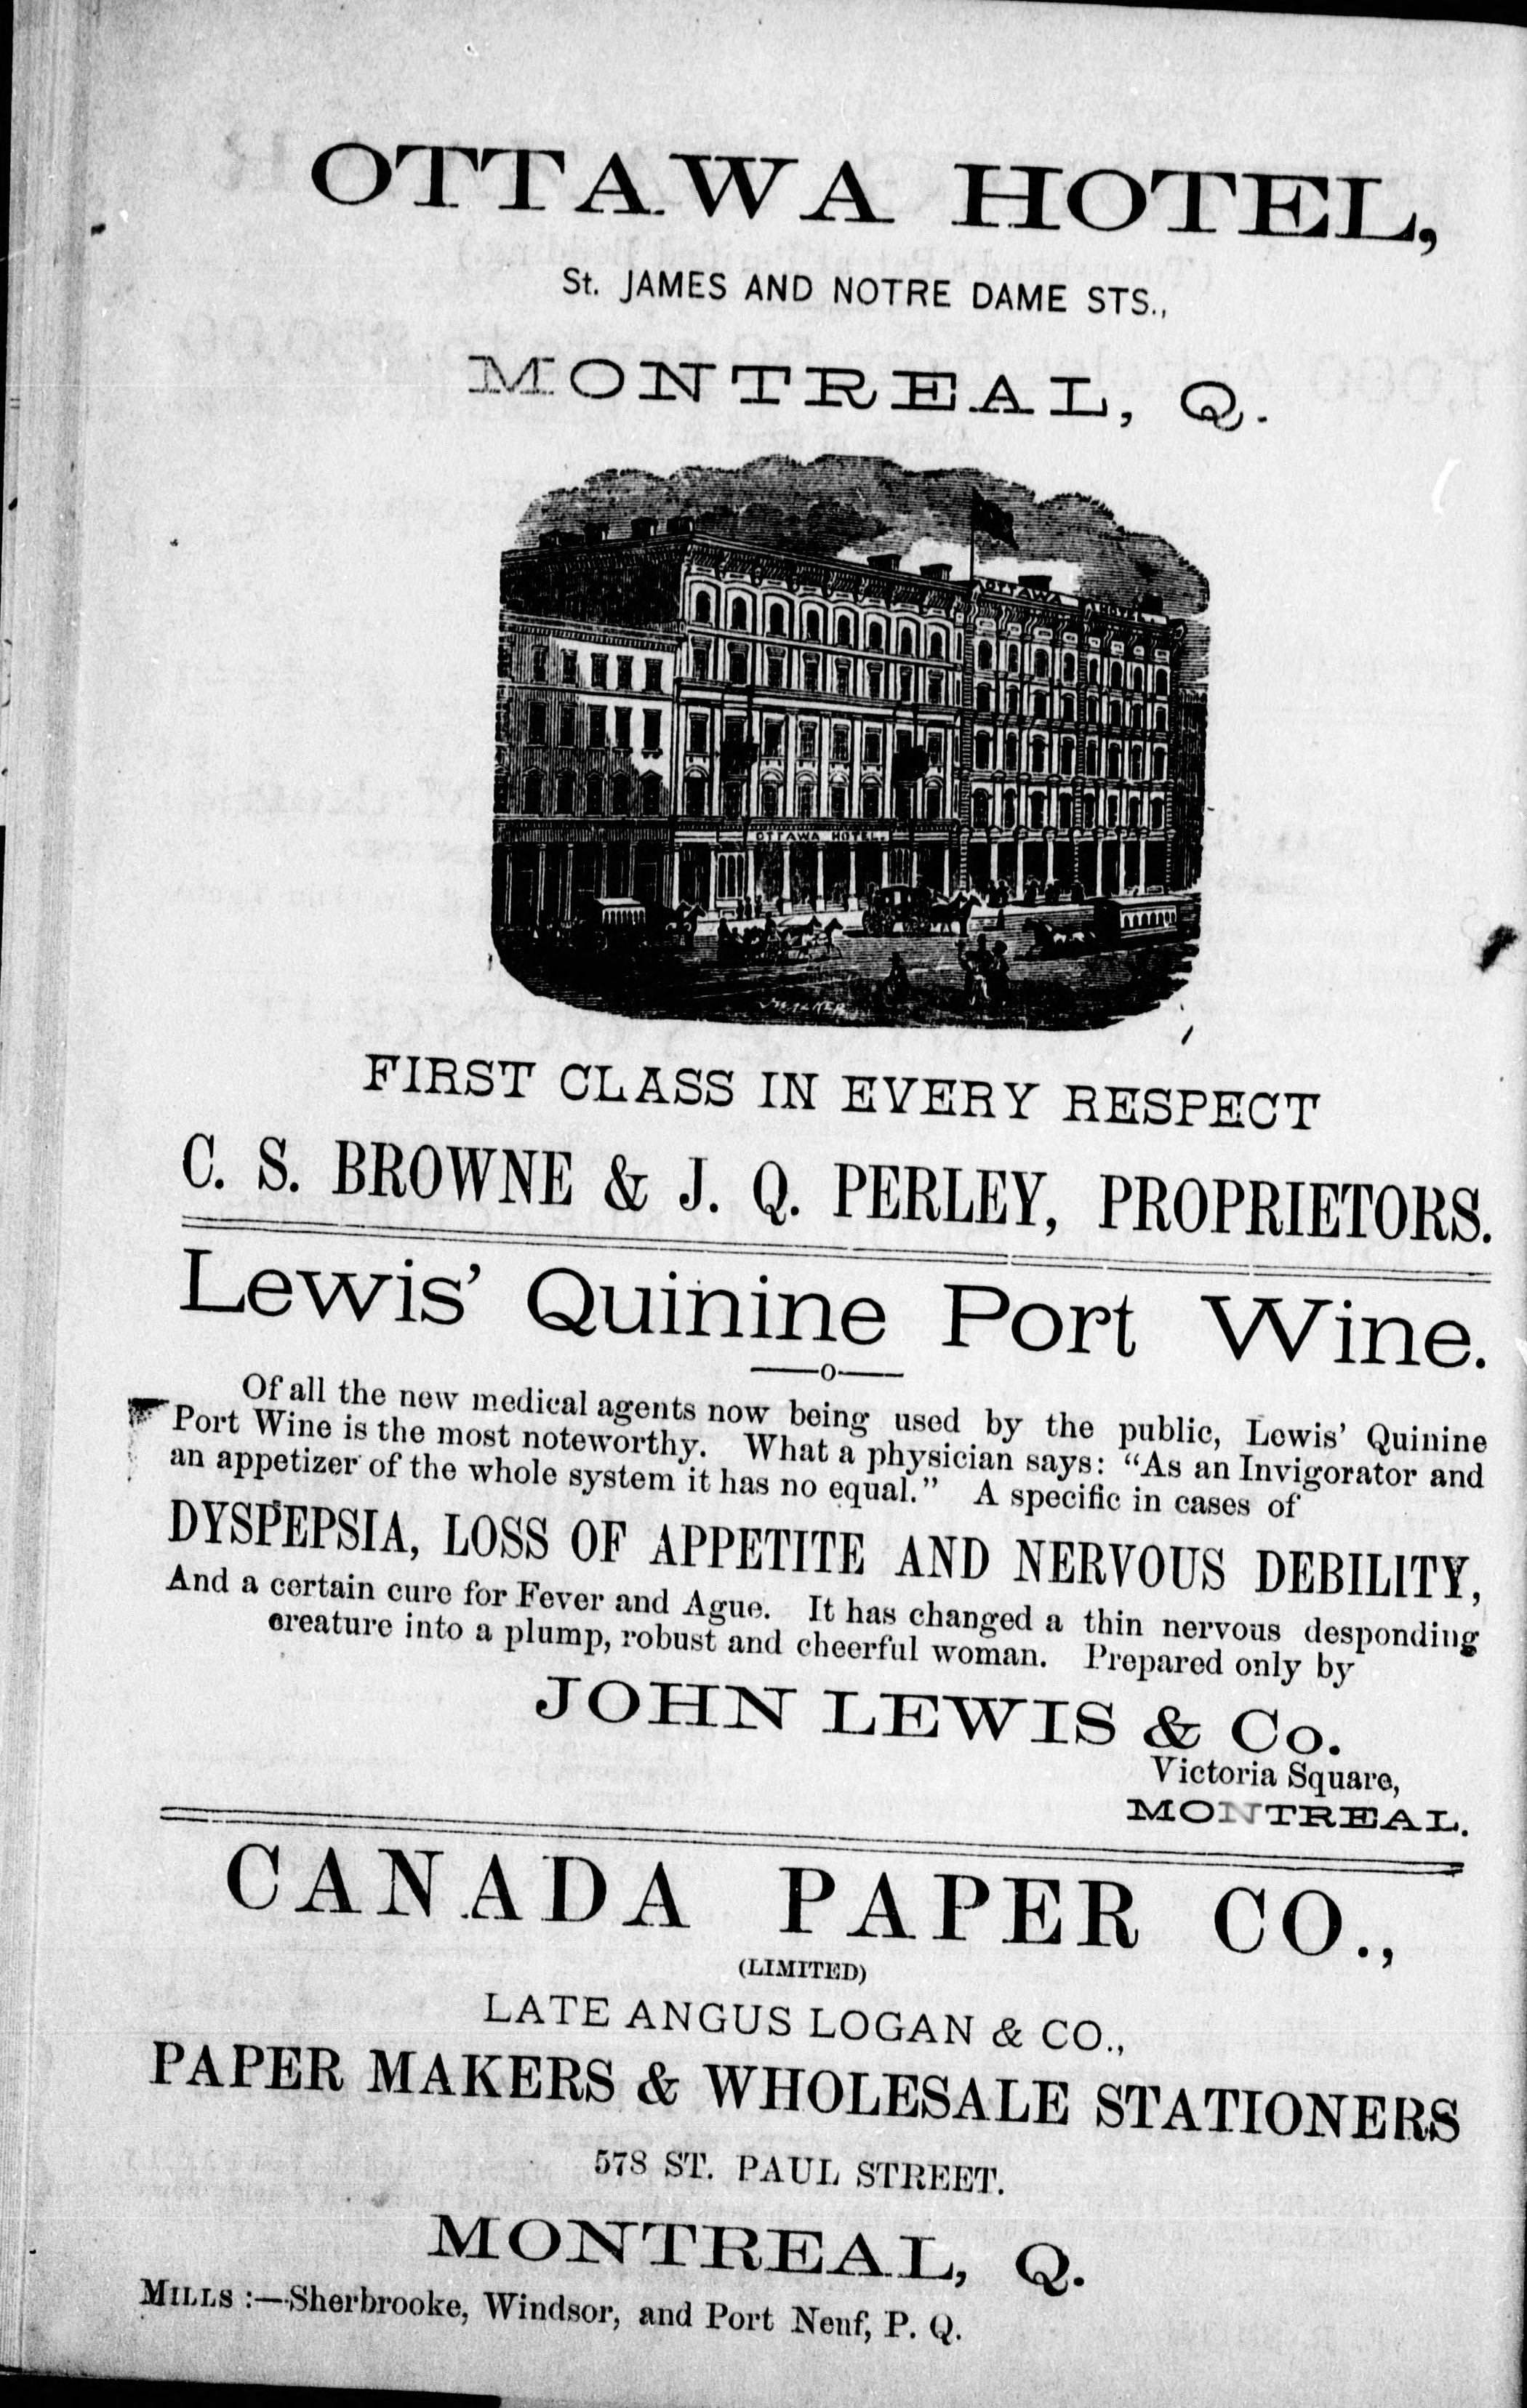 OTTAWA HOTEL,
St. JAMES AND NOTRE DAME STS.,
MONTREAL, Q.
OTTAWA HOTEL
OTTAWA HOTEL.
J WALKER
FIRST CLASS IN EVERY RESPECT
C. S. BROWNE & J. Q. PERLEY, PROPRIETORS.
Lewis' Quinine Port Wine.
——o——
Of all the new medical agents now being used by the public, Lewis' Quinine
Port Wine is the most noteworthy. What a physician says: "As an Invigorator and
an appetizer of the whole system it has no equal." A specific in cases of
DYSPEPSIA, LOSS OF APPETITE AND NERVOUS DEBILITY,
And a certain cure for Fever and Ague. It has changed a thin nervous desponding
creature into a plump, robust and cheerful woman. Prepared only by
JOHN LEWIS & Co.
Victoria Square,
MONTREAL.
CANADA PAPER CO.,
(LIMITED)
LATE ANGUS LOGAN & CO.,
PAPER MAKERS & WHOLESALE STATIONERS
578 ST. PAUL STREET.
MONTREAL, Q.
MILLS :—Sherbrooke, Windsor, and Port Neuf, P. Q.